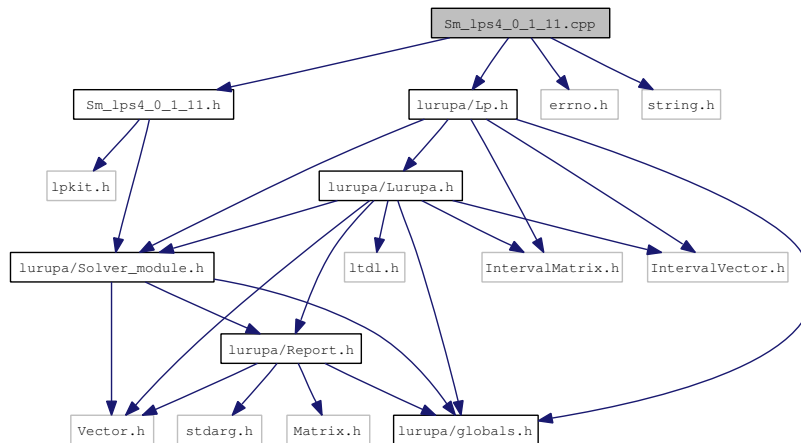 Sm_lps4_0_1_11.cpp
Sm_lps4_0_1_11.h
lurupa/Lp.h
errno.h
string.h
lpkit.h
lurupa/Lurupa.h
lurupa/Solver_module.h
ltdl.h
IntervalMatrix.h
IntervalVector.h
lurupa/Report.h
Vector.h
stdarg.h
Matrix.h
lurupa/globals.h